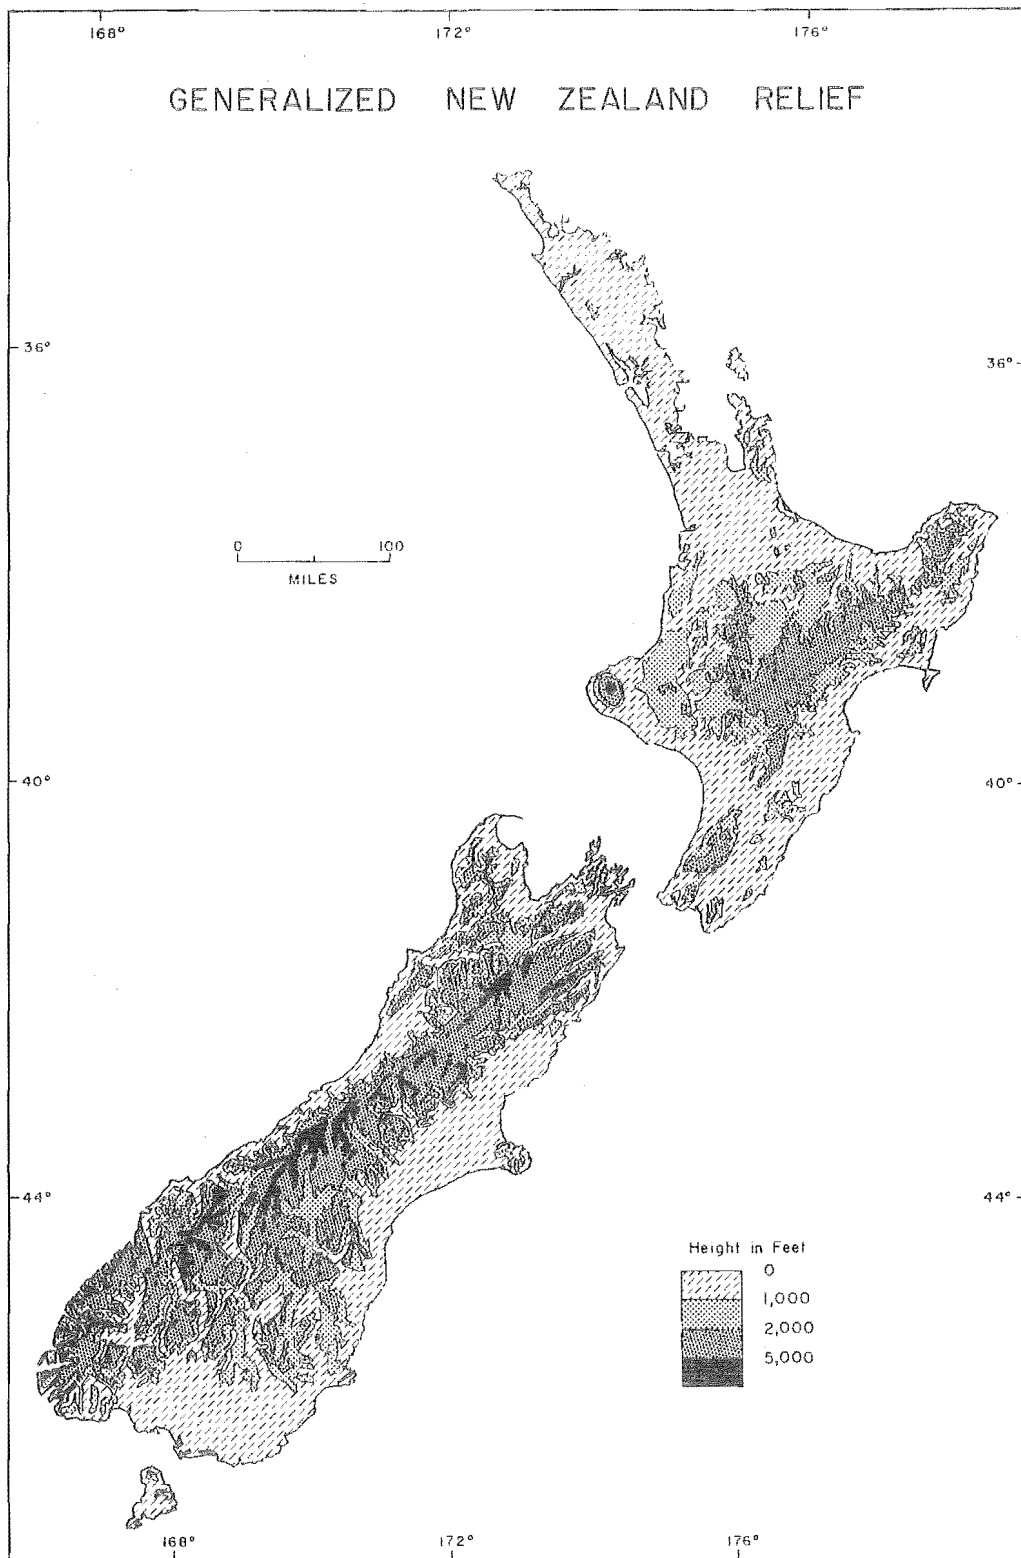 168° 172° 176°
GENERALIZED NEW ZEALAND RELIEF
36° 36°
0 100
MILES
40° 40°
44° 44°
Height in Feet
0
1,000
2,000
5,000
168° 172° 176°